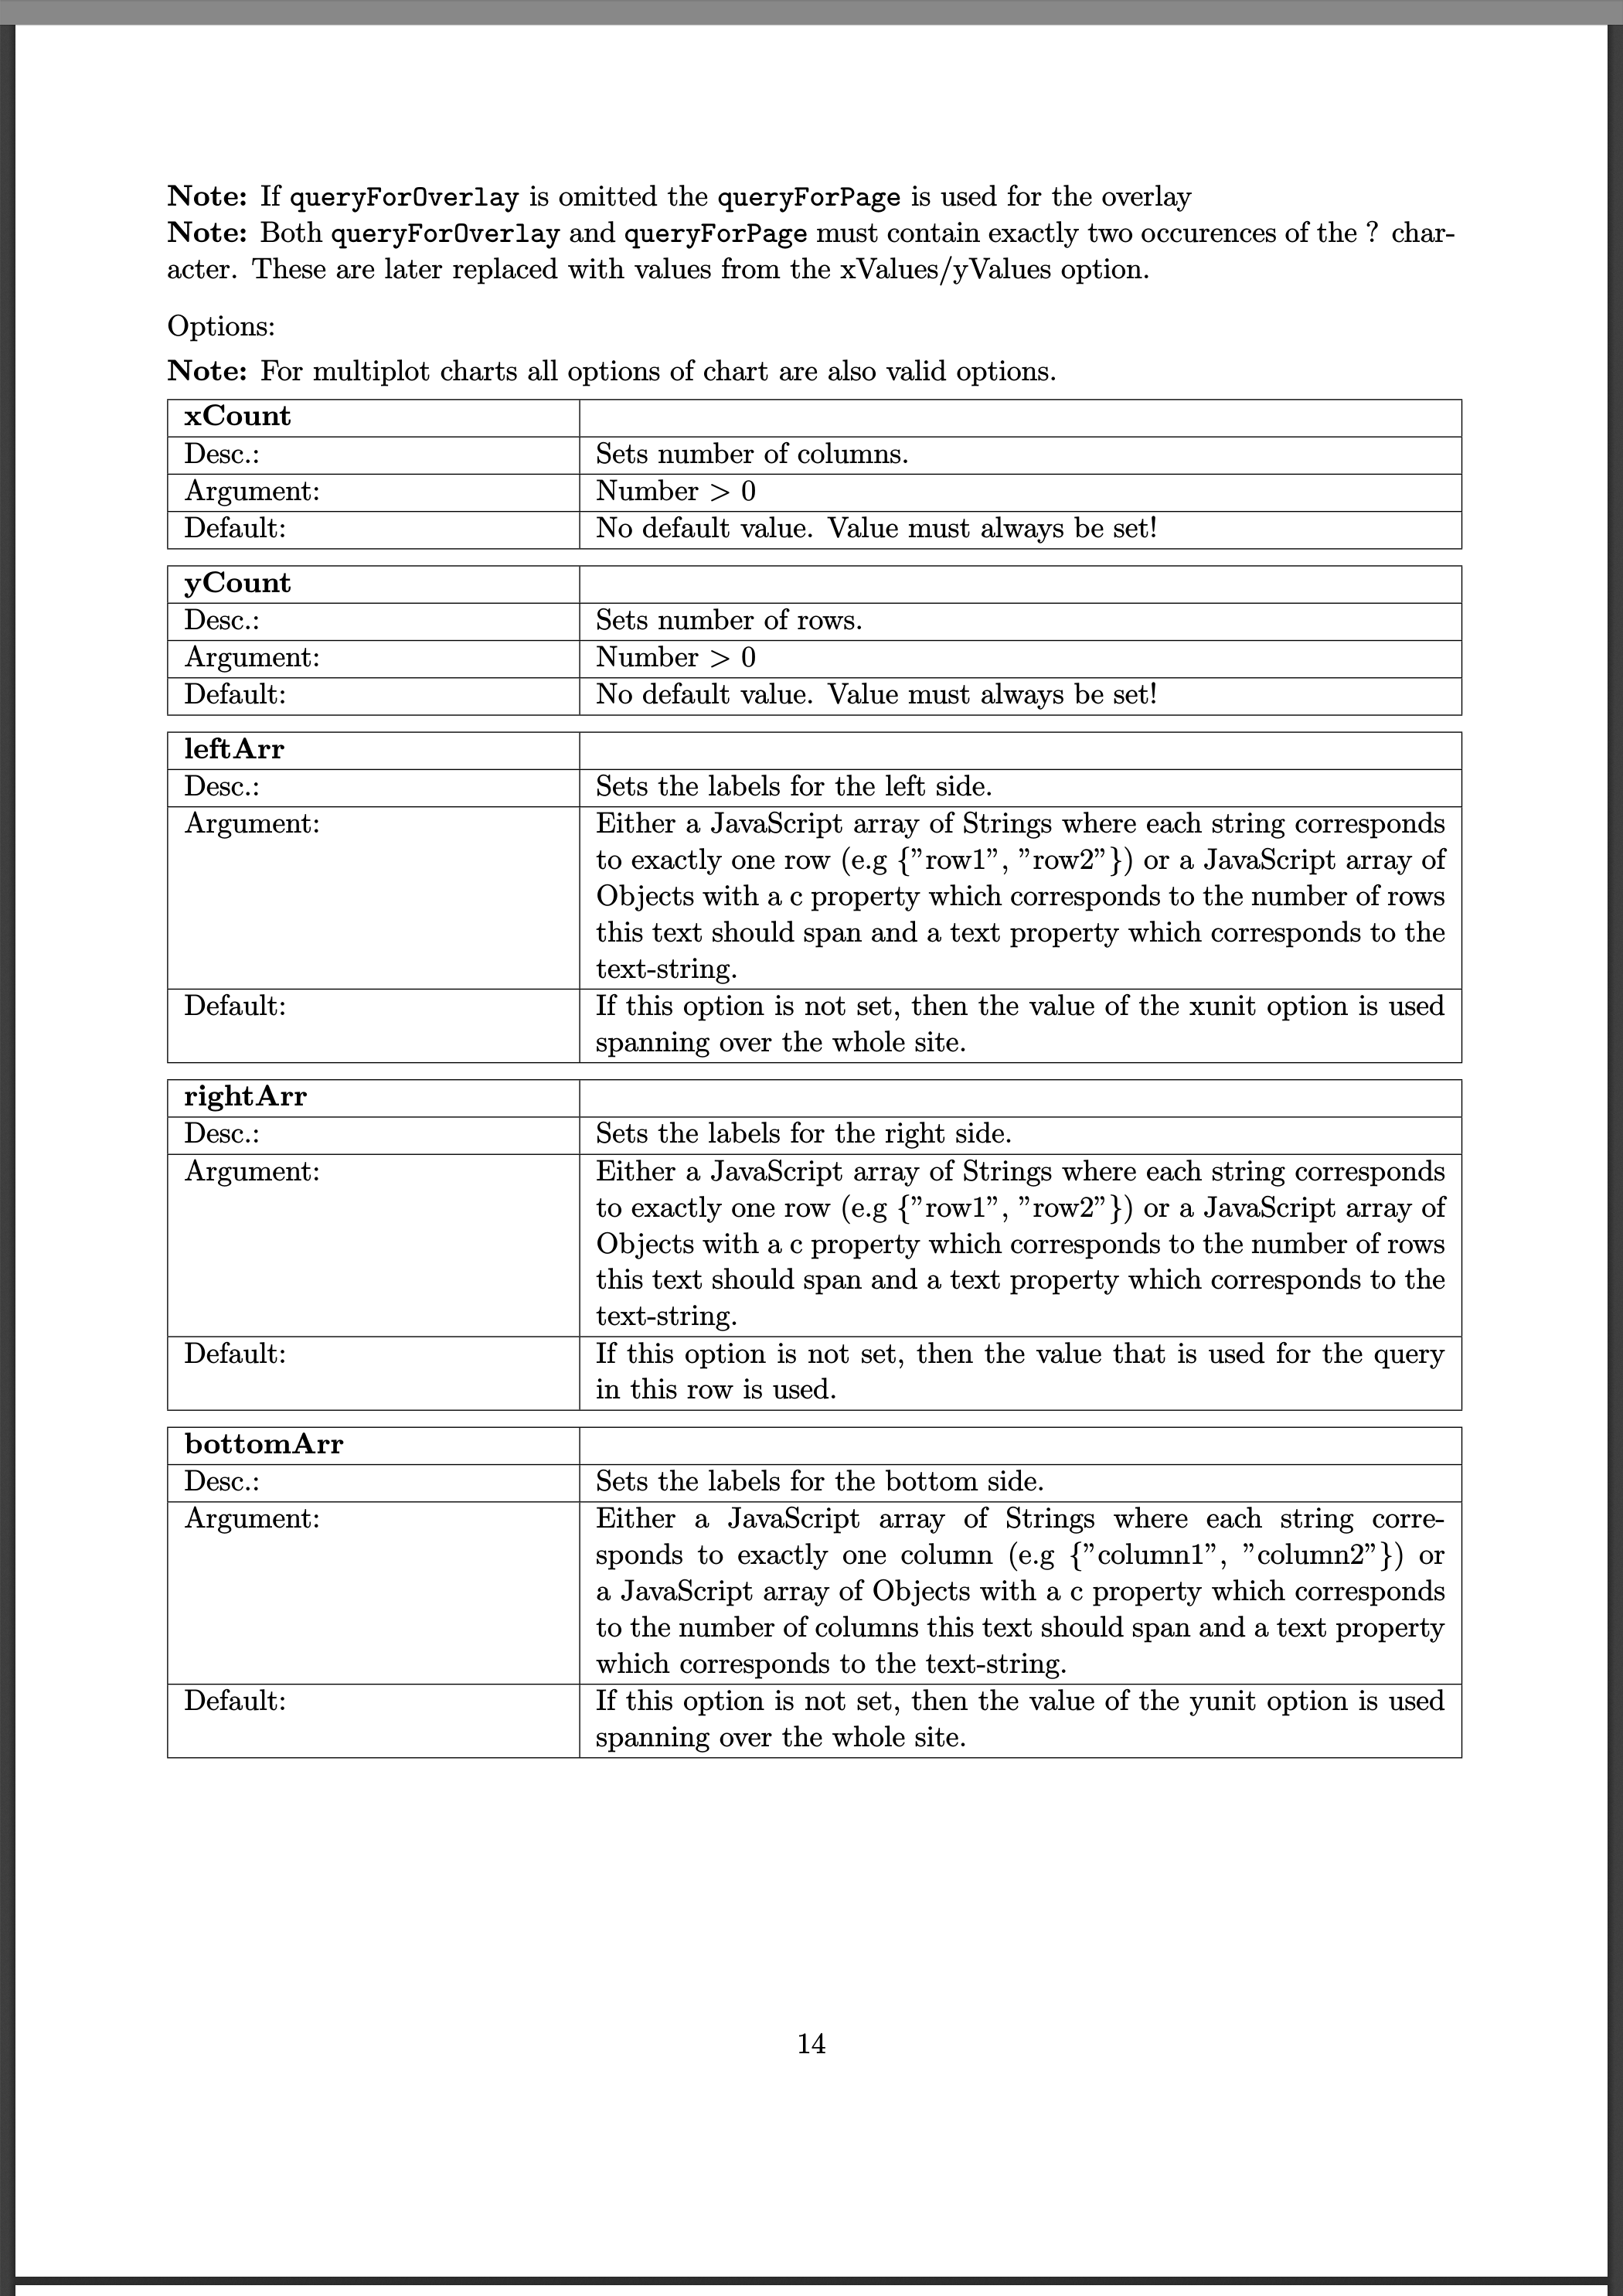 Note: If queryForOverlay is omitted the queryForPage is used for the overlay
Note: Both queryForOverlay and queryForPage must contain exactly two occurences of the ? char-
acter. These are later replaced with values from the xValues/yValues option.
Options:
Note: For multiplot charts all options of chart are also valid options.
xCount
Desc.: Sets number of columns.
Argument: Number > 0
Default: No default value. Value must always be set!
yCount
Desc.: Sets number of rows.
Argument: Number > 0
Default: No default value. Value must always be set!
leftArr
Desc.: Sets the labels for the left side.
Argument: Either a JavaScript array of Strings where each string corresponds
to exactly one row (e.g {”row1”, ”row2”}) or a JavaScript array of
Objects with a c property which corresponds to the number of rows
this text should span and a text property which corresponds to the
text-string.
Default: If this option is not set, then the value of the xunit option is used
spanning over the whole site.
rightArr
Desc.: Sets the labels for the right side.
Argument: Either a JavaScript array of Strings where each string corresponds
to exactly one row (e.g {”row1”, ”row2”}) or a JavaScript array of
Objects with a c property which corresponds to the number of rows
this text should span and a text property which corresponds to the
text-string.
Default: If this option is not set, then the value that is used for the query
in this row is used.
bottomArr
Desc.: Sets the labels for the bottom side.
Argument: Either a JavaScript array of Strings where each string corre-
sponds to exactly one column (e.g {”column1”, ”column2”}) or
a JavaScript array of Objects with a c property which corresponds
to the number of columns this text should span and a text property
which corresponds to the text-string.
Default: If this option is not set, then the value of the yunit option is used
spanning over the whole site.
14